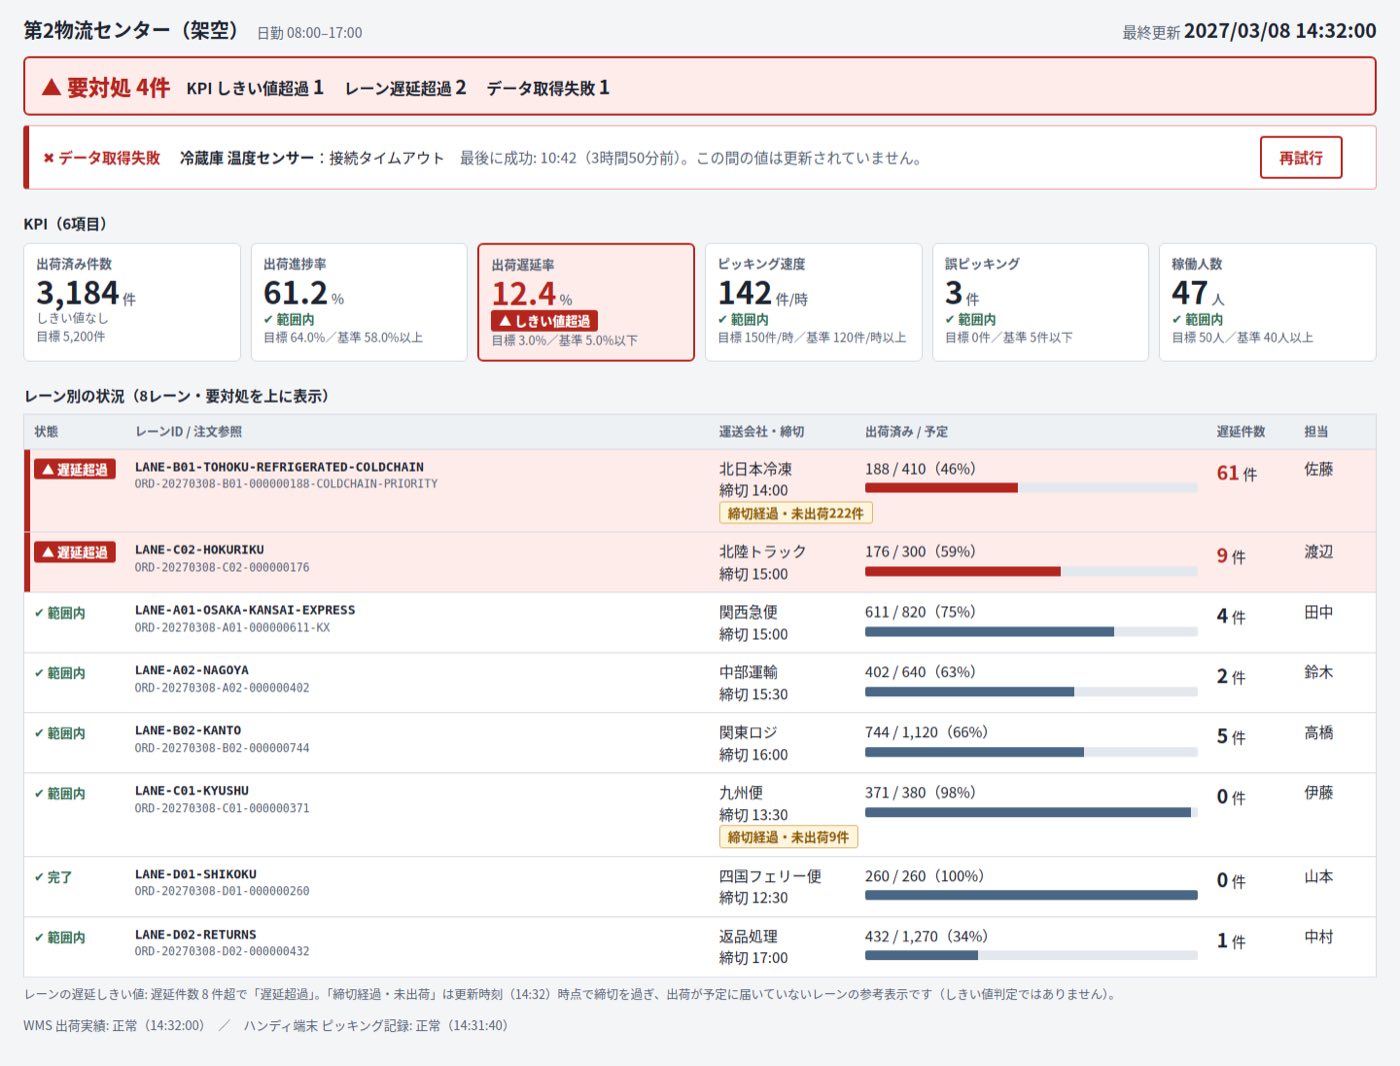 第2物流センター（架空） 日勤 08:00–17:00 最終更新 2027/03/08 14:32:00
▲ 要対処 4件 KPI しきい値超過 1 レーン遅延超過 2 データ取得失敗 1
✖ データ取得失敗 冷蔵庫 温度センサー：接続タイムアウト 最後に成功: 10:42（3時間50分前）。この間の値は更新されていません。 再試行
KPI（6項目）
出荷済み件数
3,184 件
しきい値なし
目標 5,200件
出荷進捗率
61.2 %
✔ 範囲内
目標 64.0%／基準 58.0%以上
出荷遅延率
12.4 %
▲ しきい値超過
目標 3.0%／基準 5.0%以下
ピッキング速度
142 件/時
✔ 範囲内
目標 150件/時／基準 120件/時以上
誤ピッキング
3 件
✔ 範囲内
目標 0件／基準 5件以下
稼働人数
47 人
✔ 範囲内
目標 50人／基準 40人以上
レーン別の状況（8レーン・要対処を上に表示）
状態 レーンID / 注文参照 運送会社・締切 出荷済み / 予定 遅延件数 担当
▲ 遅延超過 LANE-B01-TOHOKU-REFRIGERATED-COLDCHAIN 北日本冷凍 188 / 410（46%） 61 件 佐藤
ORD-20270308-B01-000000188-COLDCHAIN-PRIORITY 締切 14:00
締切経過・未出荷222件
▲ 遅延超過 LANE-C02-HOKURIKU 北陸トラック 176 / 300（59%） 9 件 渡辺
ORD-20270308-C02-000000176 締切 15:00
✔ 範囲内 LANE-A01-OSAKA-KANSAI-EXPRESS 関西急便 611 / 820（75%） 4 件 田中
ORD-20270308-A01-000000611-KX 締切 15:00
✔ 範囲内 LANE-A02-NAGOYA 中部運輸 402 / 640（63%） 2 件 鈴木
ORD-20270308-A02-000000402 締切 15:30
✔ 範囲内 LANE-B02-KANTO 関東ロジ 744 / 1,120（66%） 5 件 高橋
ORD-20270308-B02-000000744 締切 16:00
✔ 範囲内 LANE-C01-KYUSHU 九州便 371 / 380（98%） 0 件 伊藤
ORD-20270308-C01-000000371 締切 13:30
締切経過・未出荷9件
✔ 完了 LANE-D01-SHIKOKU 四国フェリー便 260 / 260（100%） 0 件 山本
ORD-20270308-D01-000000260 締切 12:30
✔ 範囲内 LANE-D02-RETURNS 返品処理 432 / 1,270（34%） 1 件 中村
ORD-20270308-D02-000000432 締切 17:00
レーンの遅延しきい値: 遅延件数 8 件超で「遅延超過」。「締切経過・未出荷」は更新時刻（14:32）時点で締切を過ぎ、出荷が予定に届いていないレーンの参考表示です（しきい値判定ではありません）。
WMS 出荷実績: 正常（14:32:00） ／ ハンディ端末 ピッキング記録: 正常（14:31:40）